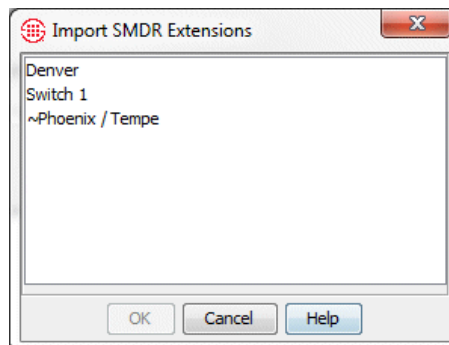 Import SMDR Extensions
Denver
Switch 1
~Phoenix / Tempe
OK Cancel Help